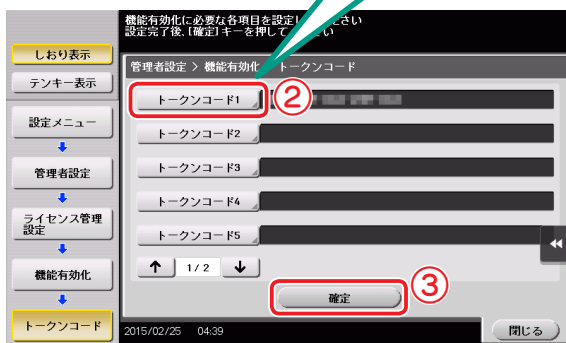 機能有効化に必要な各項目を設定し ください
設定完了後、[確定] キーを押して い
しおり表示
テンキー表示
設定メニュー
管理者設定
ライセンス管理
設定
機能有効化
トークンコード
管理者設定 > 機能有効化 トークンコード
トークンコード1
②
トークンコード2
トークンコード3
トークンコード4
トークンコード5
↑ 1/2 ↓
確定
③
2015/02/25 04:39
閉じる